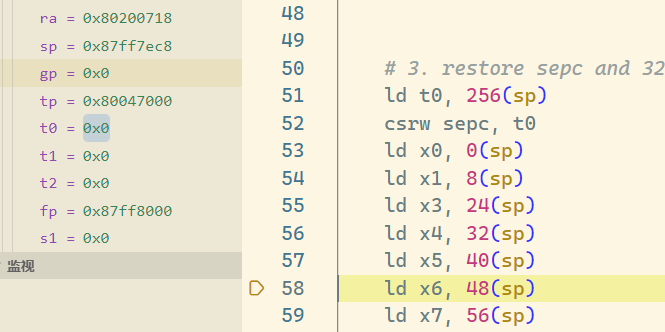 ra = 0x80200718
sp = 0x87ff7ec8
gp = 0x0
tp = 0x80047000
t0 = 0x0
t1 = 0x0
t2 = 0x0
fp = 0x87ff8000
s1 = 0x0
监视
48
49
50 # 3. restore sepc and 32
51 ld t0, 256(sp)
52 csrw sepc, t0
53 ld x0, 0(sp)
54 ld x1, 8(sp)
55 ld x3, 24(sp)
56 ld x4, 32(sp)
57 ld x5, 40(sp)
58 ld x6, 48(sp)
59 ld x7, 56(sp)